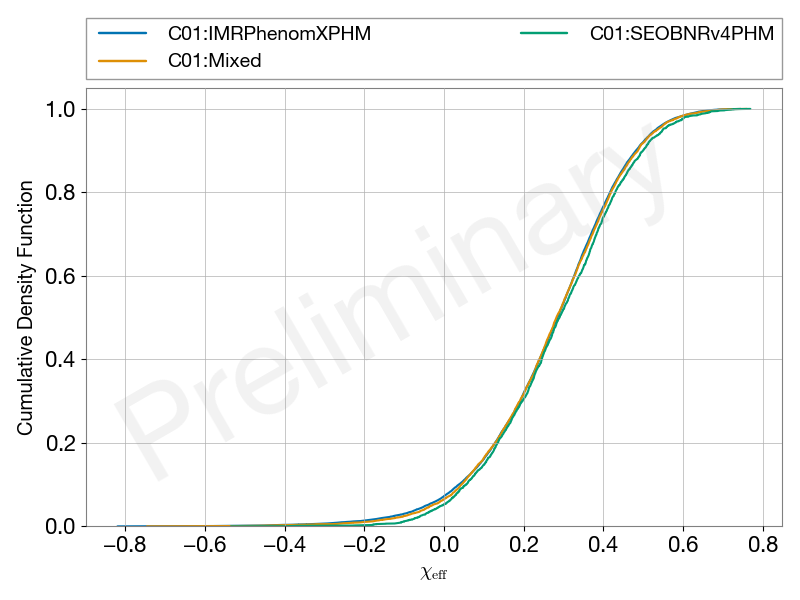 C01:IMRPhenomXPHM
C01:Mixed
C01:SEOBNRv4PHM
Preliminary
Cumulative Density Function
1.0
0.8
0.6
0.4
0.2
0.0
−0.8 −0.6 −0.4 −0.2 0.0 0.2 0.4 0.6 0.8
χeff